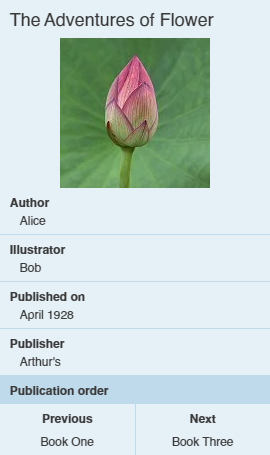 The Adventures of Flower
Author
Alice
Illustrator
Bob
Published on
April 1928
Publisher
Arthur's
Publication order
Previous
Next
Book One
Book Three